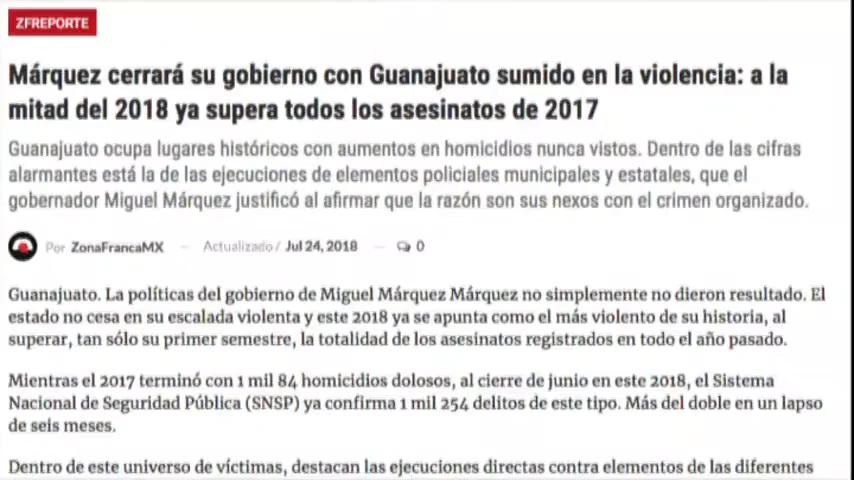 ZFREPORTE
Márquez cerrará su gobierno con Guanajuato sumido en la violencia: a la
mitad del 2018 ya supera todos los asesinatos de 2017
Guanajuato ocupa lugares históricos con aumentos en homicidios nunca vistos. Dentro de las cifras
alarmantes está la de las ejecuciones de elementos policiales municipales y estatales, que el
gobernador Miguel Márquez justificó al afirmar que la razón son sus nexos con el crimen organizado.
Por ZonaFrancaMX — Actualizado / Jul 24, 2018 — 0
Guanajuato. La políticas del gobierno de Miguel Márquez Márquez no simplemente no dieron resultado. El
estado no cesa en su escalada violenta y este 2018 ya se apunta como el más violento de su historia, al
superar, tan sólo su primer semestre, la totalidad de los asesinatos registrados en todo el año pasado.
Mientras el 2017 terminó con 1 mil 84 homicidios dolosos, al cierre de junio en este 2018, el Sistema
Nacional de Seguridad Pública (SNSP) ya confirma 1 mil 254 delitos de este tipo. Más del doble en un lapso
de seis meses.
Dentro de este universo de víctimas, destacan las ejecuciones directas contra elementos de las diferentes